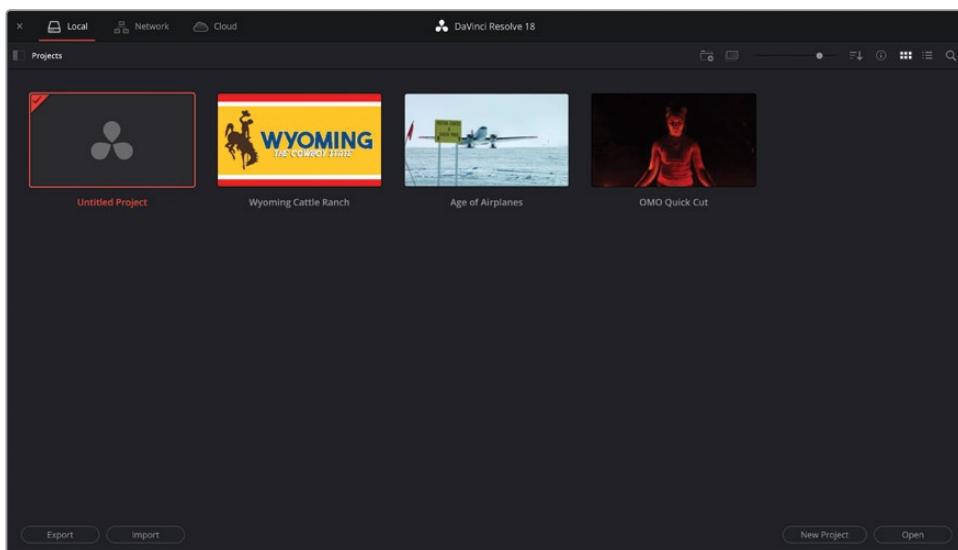 Local
Network
Cloud
DaVinci Resolve 18
Projects
WYOMING
THE COWBOY STATE
Untitled Project
Wyoming Cattle Ranch
Age of Airplanes
OMO Quick Cut
Export
Import
New Project
Open